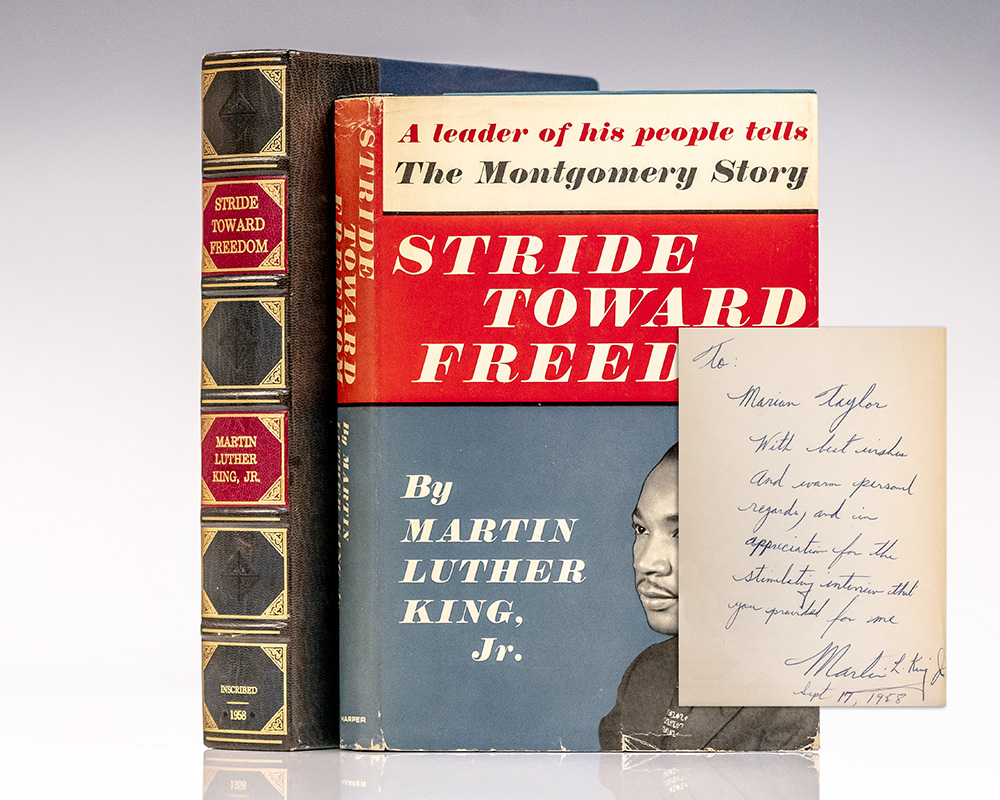 STRIDE
TOWARD
FREEDOM
MARTIN
LUTHER
KING, JR.
INSCRIBED
1958
STRIDE
TOWARD
FREEDOM
By MARTIN
HARPER
A leader of his people tells
The Montgomery Story
STRIDE
TOWARD
FREED
By
MARTIN
LUTHER
KING,
Jr.
To:
Marian Taylor
With best wishes
And warm personal
regards, and in
appreciation for the
stimulating interview that
you provided for me
Martin L. King Jr
Sept 17, 1958